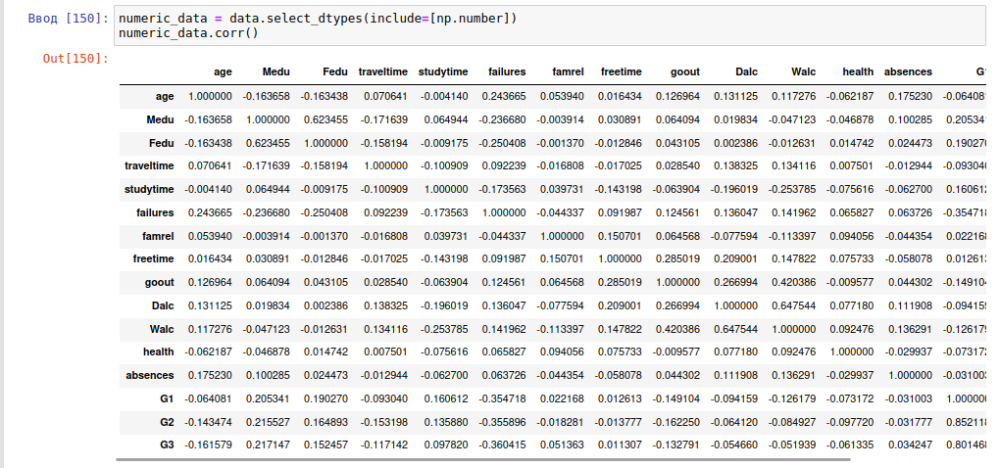 Ввод [150]: numeric_data = data.select_dtypes(include=[np.number])
numeric_data.corr()
Out[150]:
age Medu Fedu traveltime studytime failures famrel freetime goout Dalc Walc health absences
age 1.000000 -0.163658 -0.163438 0.070641 -0.004140 0.243665 0.053940 0.016434 0.126964 0.131125 0.117276 -0.062187 0.175230 -0.06408
Medu -0.163658 1.000000 0.623455 -0.171639 0.064944 -0.236680 -0.003914 0.030891 0.064094 0.019834 -0.047123 -0.046878 0.100285 0.20534
Fedu -0.163438 0.623455 1.000000 -0.158194 -0.009175 -0.250408 -0.001370 -0.012846 0.043105 0.002386 -0.012631 0.014742 0.024473 0.19027
traveltime 0.070641 -0.171639 -0.158194 1.000000 -0.100909 0.092239 -0.016808 -0.017025 0.028540 0.138325 0.134116 0.007501 -0.012944 -0.09304
studytime -0.004140 0.064944 -0.009175 -0.100909 1.000000 -0.173563 0.039731 -0.143198 -0.063904 -0.196019 -0.253785 -0.075616 -0.062700 0.16061
failures 0.243665 -0.236680 -0.250408 0.092239 -0.173563 1.000000 -0.044337 0.091987 0.124561 0.136047 0.141962 0.065827 0.063726 -0.35471
famrel 0.053940 -0.003914 -0.001370 -0.016808 0.039731 -0.044337 1.000000 0.150701 0.064568 -0.077594 -0.113397 0.094056 -0.044354 0.02216
freetime 0.016434 0.030891 -0.012846 -0.017025 -0.143198 0.091987 0.150701 1.000000 0.285019 0.209001 0.147822 0.075733 -0.058078 0.01261
goout 0.126964 0.064094 0.043105 0.028540 -0.063904 0.124561 0.064568 0.285019 1.000000 0.266994 0.420386 -0.009577 0.044302 -0.14910
Dalc 0.131125 0.019834 0.002386 0.138325 -0.196019 0.136047 -0.077594 0.209001 0.266994 1.000000 0.647544 0.077180 0.111908 -0.09415
Walc 0.117276 -0.047123 -0.012631 0.134116 -0.253785 0.141962 -0.113397 0.147822 0.420386 0.647544 1.000000 0.092476 0.136291 -0.12617
health -0.062187 -0.046878 0.014742 0.007501 -0.075616 0.065827 0.094056 0.075733 -0.009577 0.077180 0.092476 1.000000 -0.029937 -0.07317
absences 0.175230 0.100285 0.024473 -0.012944 -0.062700 0.063726 -0.044354 -0.058078 0.044302 0.111908 0.136291 -0.029937 1.000000 -0.03100
G1 -0.064081 0.205341 0.190270 -0.093040 0.160612 -0.354718 0.022168 0.012613 -0.149104 -0.094159 -0.126179 -0.073172 -0.031003 1.00000
G2 -0.143474 0.215527 0.164893 -0.153198 0.135880 -0.355896 -0.018281 -0.013777 -0.162250 -0.064120 -0.084927 -0.097720 -0.031777 0.85211
G3 -0.161579 0.217147 0.152457 -0.117142 0.097820 -0.360415 0.051363 0.011307 -0.132791 -0.054660 -0.051939 -0.061335 0.034247 0.80146